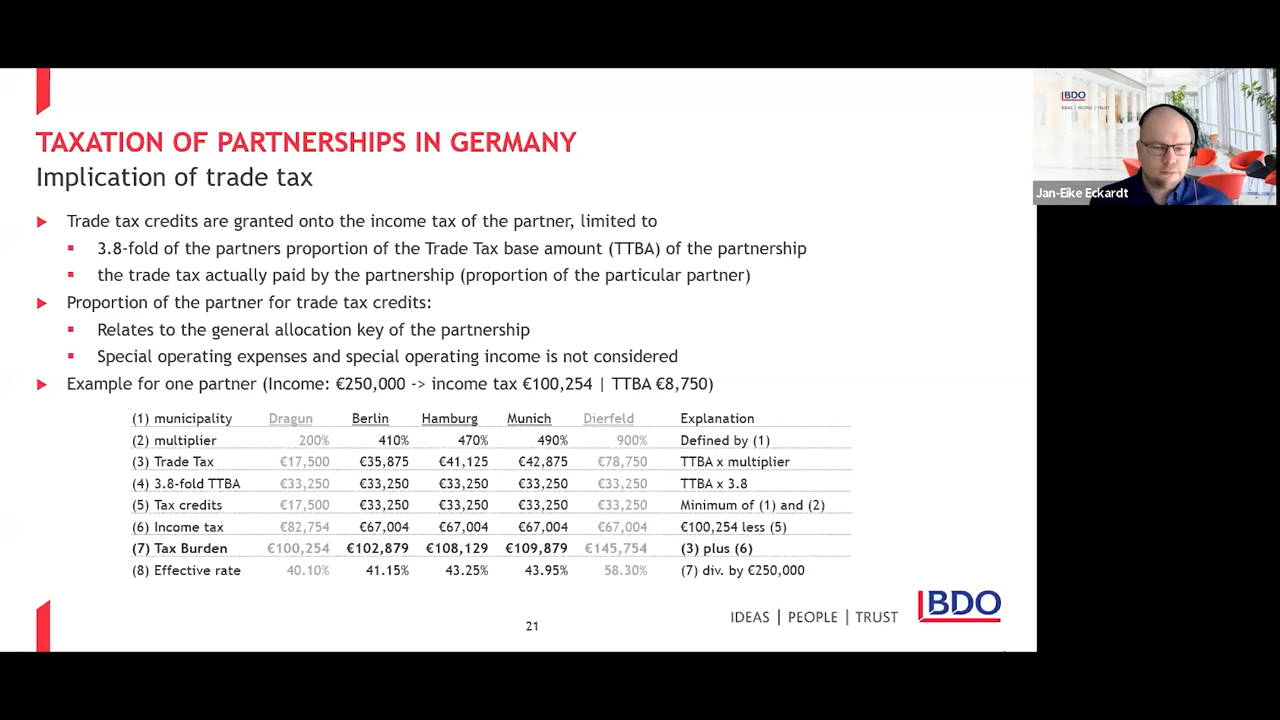 TAXATION OF PARTNERSHIPS IN GERMANY
Implication of trade tax
Trade tax credits are granted onto the income tax of the partner, limited to
3.8-fold of the partners proportion of the Trade Tax base amount (TTBA) of the partnership
the trade tax actually paid by the partnership (proportion of the particular partner)
Proportion of the partner for trade tax credits:
Relates to the general allocation key of the partnership
Special operating expenses and special operating income is not considered
Example for one partner (Income: €250,000 -> income tax €100,254 | TTBA €8,750)
(1) municipality Dragun Berlin Hamburg Munich Dierfeld Explanation
(2) multiplier 200% 410% 470% 490% 900% Defined by (1)
(3) Trade Tax €17,500 €35,875 €41,125 €42,875 €78,750 TTBA x multiplier
(4) 3.8-fold TTBA €33,250 €33,250 €33,250 €33,250 €33,250 TTBA x 3.8
(5) Tax credits €17,500 €33,250 €33,250 €33,250 €33,250 Minimum of (1) and (2)
(6) Income tax €82,754 €67,004 €67,004 €67,004 €67,004 €100,254 less (5)
(7) Tax Burden €100,254 €102,879 €108,129 €109,879 €145,754 (3) plus (6)
(8) Effective rate 40.10% 41.15% 43.25% 43.95% 58.30% (7) div. by €250,000
IDEAS | PEOPLE | TRUST
BDO
21
BDO
IDEAS | PEOPLE | TRUST
Jan-Eike Eckardt